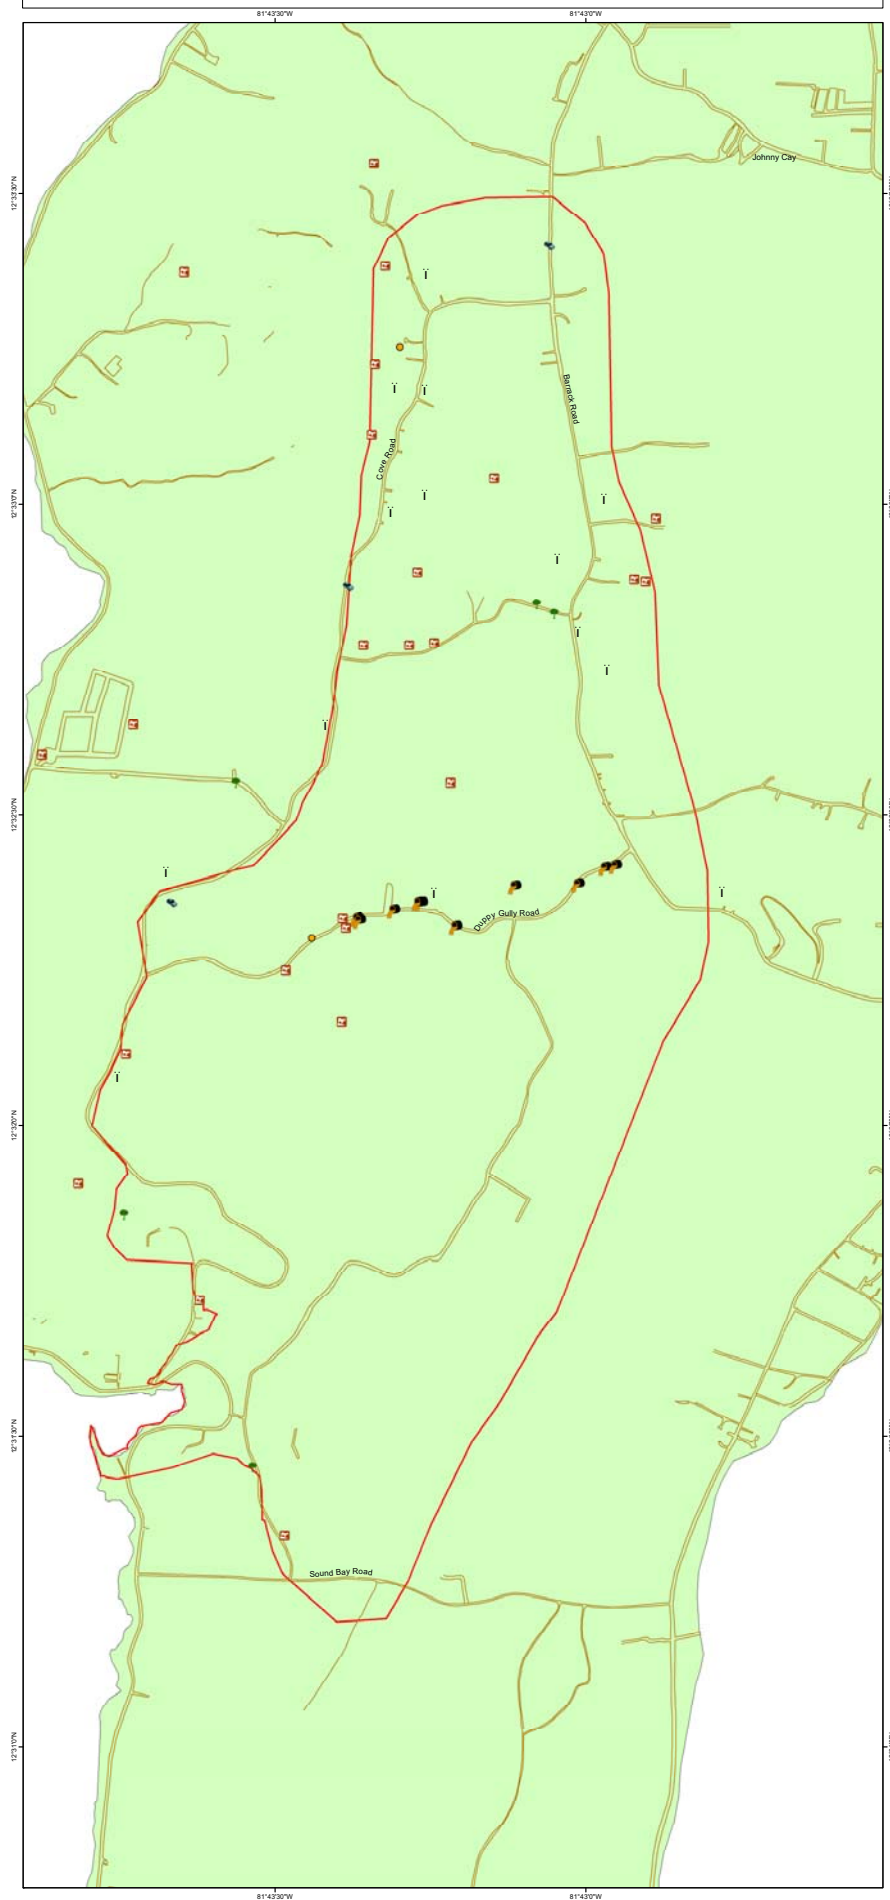 81°43'30"W 81°43'0"W
Johnny Cay
12°33'30"N
Barrack Road
Cove Road
12°33'0"N
12°32'30"N
Duppy Gully Road
12°32'0"N
12°31'30"N
Sound Bay Road
12°31'0"N
81°43'30"W 81°43'0"W